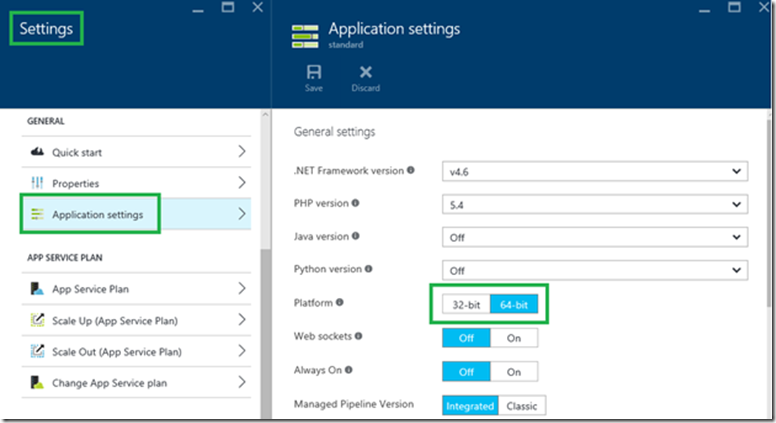 Settings
GENERAL
Quick start
Properties
Application settings
APP SERVICE PLAN
App Service Plan
Scale Up (App Service Plan)
Scale Out (App Service Plan)
Change App Service plan
Application settings
standard
Save Discard
General settings
.NET Framework version v4.6
PHP version 5.4
Java version Off
Python version Off
Platform 32-bit 64-bit
Web sockets Off On
Always On Off On
Managed Pipeline Version Integrated Classic